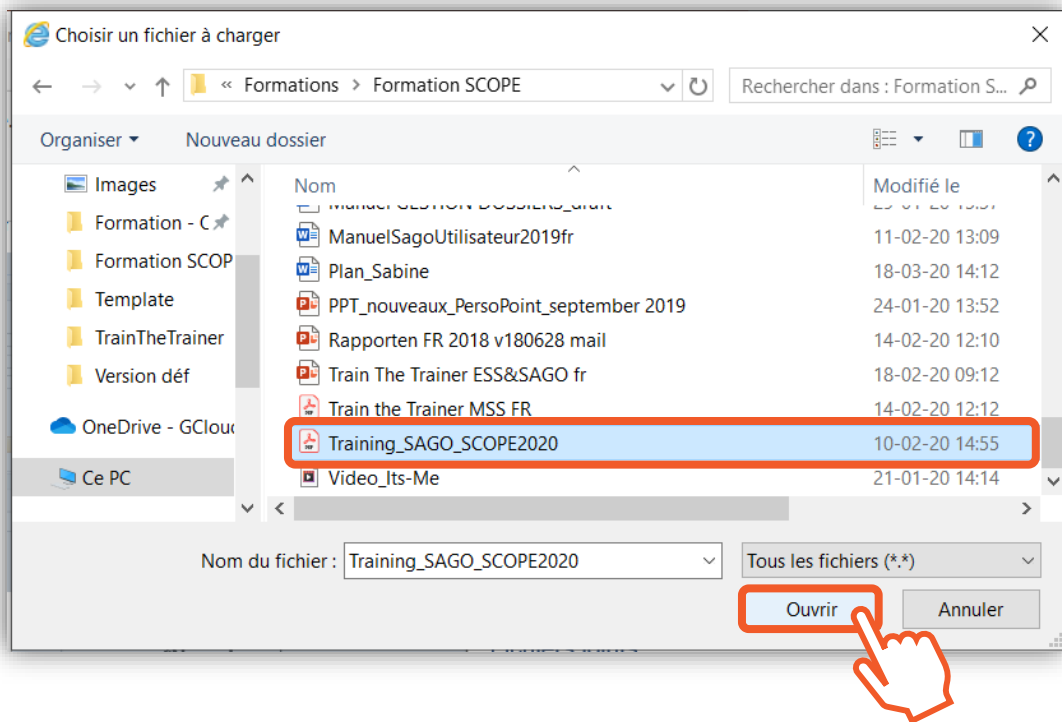 Choisir un fichier à charger
« Formations > Formation SCOPE
Rechercher dans : Formation S...
Organiser
Nouveau dossier
Images
Formation - C
Formation SCOP
Template
TrainTheTrainer
Version déf
OneDrive - GCloud
Ce PC
Nom
Modifié le
Manuel GESTION DOSSIERS_draft
ManuelSagoUtilisateur2019fr
11-02-20 13:09
Plan_Sabine
18-03-20 14:12
PPT_nouveaux_PersoPoint_september 2019
24-01-20 13:52
Rapporten FR 2018 v180628 mail
14-02-20 12:10
Train The Trainer ESS&SAGO fr
18-02-20 09:12
Train the Trainer MSS FR
14-02-20 12:12
Training_SAGO_SCOPE2020
10-02-20 14:55
Video_Its-Me
21-01-20 14:14
Nom du fichier :
Training_SAGO_SCOPE2020
Tous les fichiers (*.*)
Ouvrir
Annuler